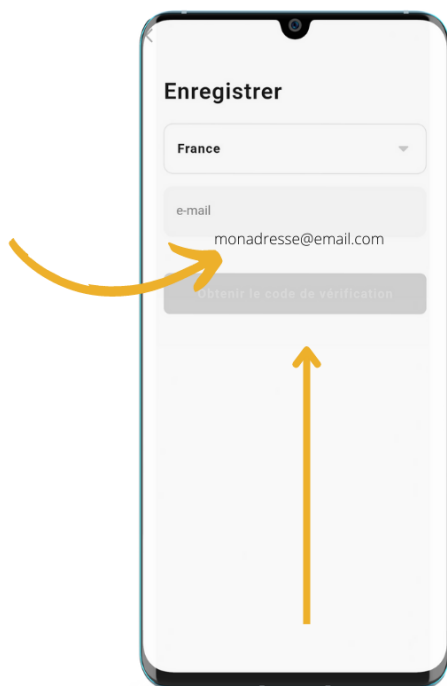 Enregistrer
France
e-mail
monadresse@email.com
Obtenir le code de vérification